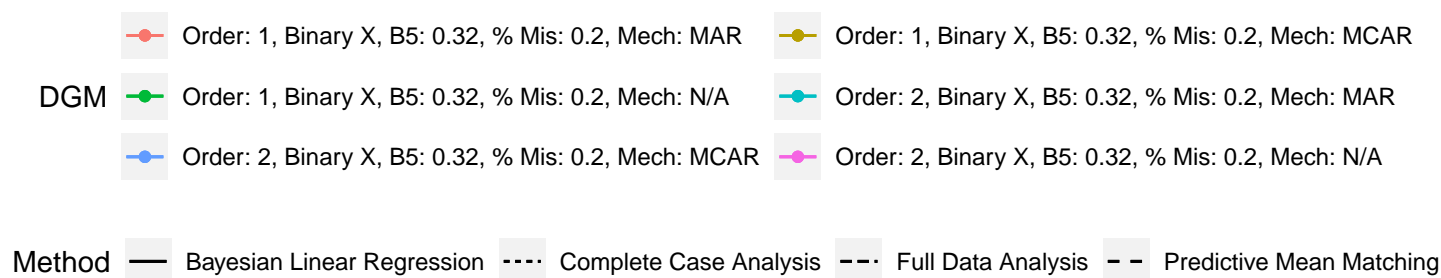 Order: 1, Binary X, B5: 0.32, % Mis: 0.2, Mech: MAR Order: 1, Binary X, B5: 0.32, % Mis: 0.2, Mech: MCAR
DGM Order: 1, Binary X, B5: 0.32, % Mis: 0.2, Mech: N/A Order: 2, Binary X, B5: 0.32, % Mis: 0.2, Mech: MAR
Order: 2, Binary X, B5: 0.32, % Mis: 0.2, Mech: MCAR Order: 2, Binary X, B5: 0.32, % Mis: 0.2, Mech: N/A
Method Bayesian Linear Regression Complete Case Analysis Full Data Analysis Predictive Mean Matching